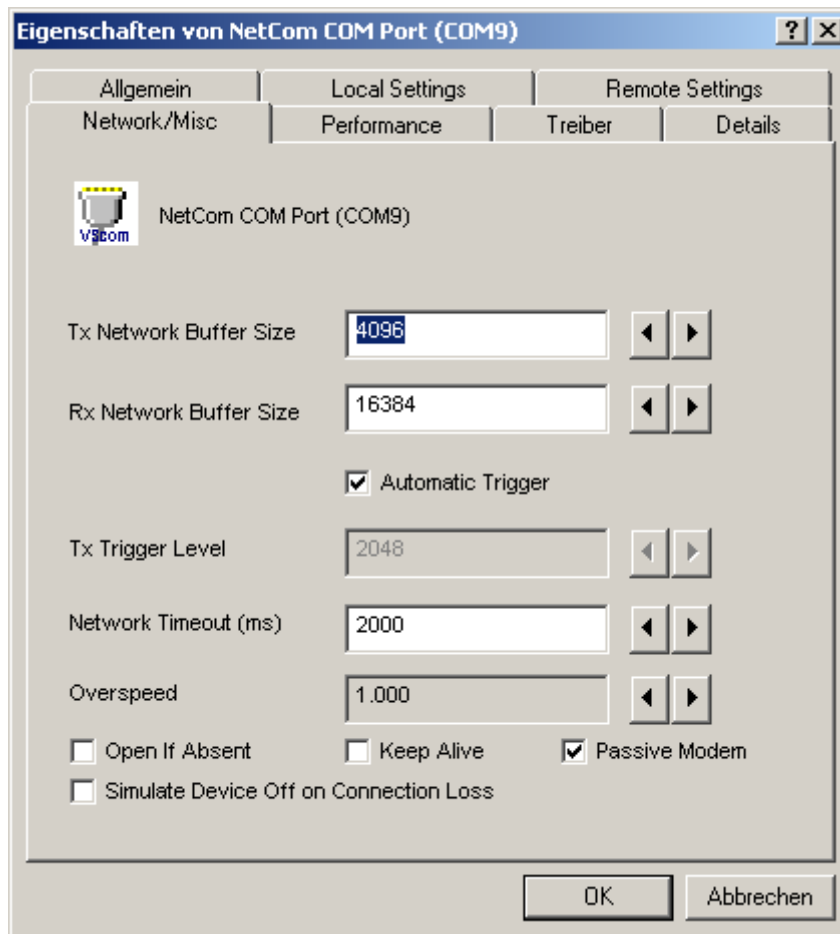 Eigenschaften von NetCom COM Port (COM9)
Allgemein Local Settings Remote Settings
Network/Misc Performance Treiber Details
VScom
NetCom COM Port (COM9)
Tx Network Buffer Size 4096
Rx Network Buffer Size 16384
Automatic Trigger
Tx Trigger Level 2048
Network Timeout (ms) 2000
Overspeed 1.000
Open If Absent Keep Alive Passive Modem
Simulate Device Off on Connection Loss
OK Abbrechen